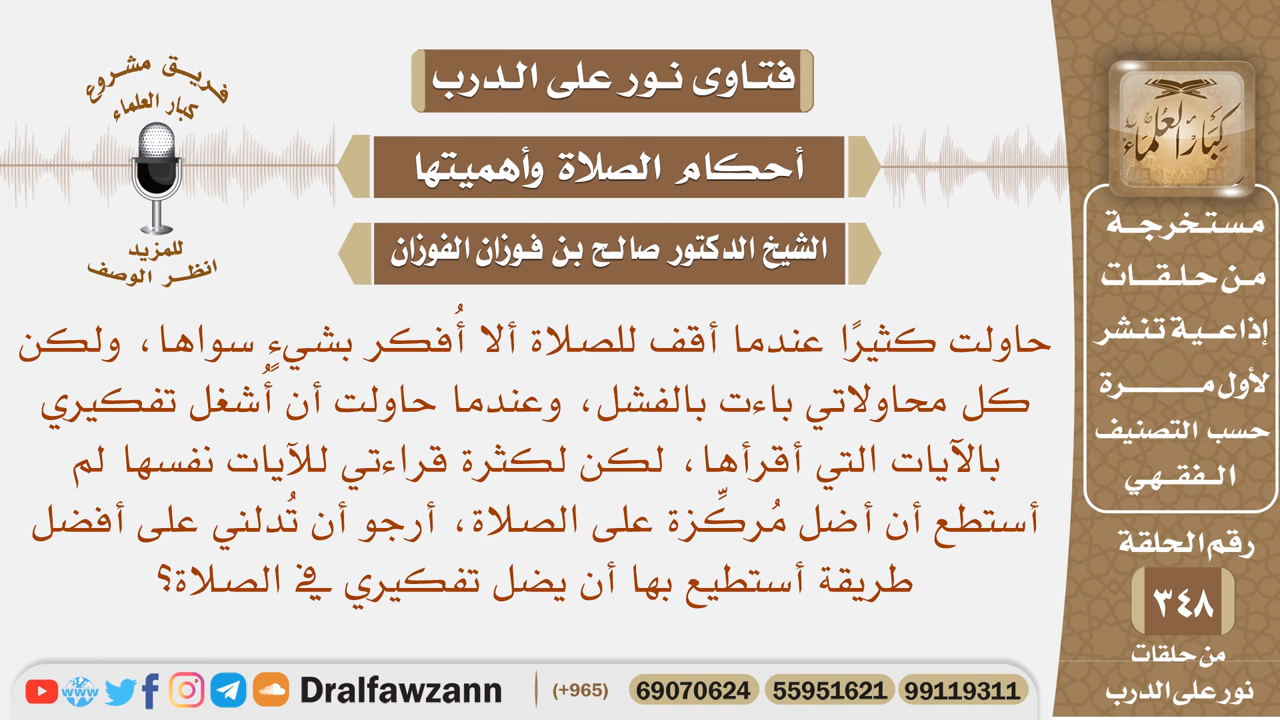 فتاوى نور على الدرب
أحكام الصلاة وأهميتها
الشيخ الدكتور صالح بن فوزان الفوزان
فريق مشروع
كبار العلماء
للمزيد
انظر الوصف
حاولت كثيرًا عندما أقف للصلاة ألا أُفكر بشيءٍ سواها، ولكن
كل محاولاتي باءت بالفشل، وعندما حاولت أن أُشغل تفكيري
بالآيات التي أقرأها، لكن لكثرة قراءتي للآيات نفسها لم
أستطع أن أضل مُركِّزة على الصلاة، أرجو أن تُدلني على أفضل
طريقة أستطيع بها أن يضل تفكيري في الصلاة؟
كبار العلماء
مستخرجة
من حلقات
إذاعية تنشر
لأول مرة
حسب التصنيف
الفقهي
رقم الحلقة
٣٤٨
من حلقات
نور على الدرب
www Dralfawzann (+965) 69070624 55951621 99119311